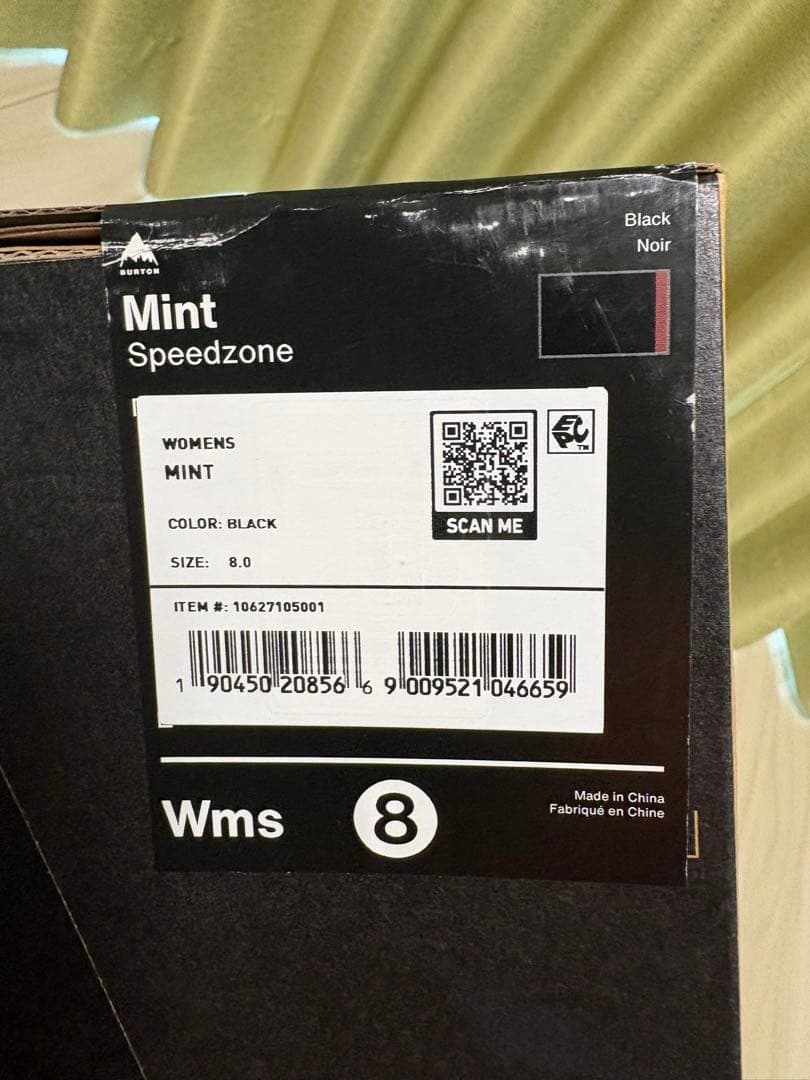 BURTON
Mint
Speedzone
Black
Noir
WOMENS
MINT
COLOR: BLACK
SIZE: 8.0
SCAN ME
EPC™
ITEM #: 10627105001
1 90450 20856 6
9 009521 046659
Wms
8
Made in China
Fabriqué en Chine